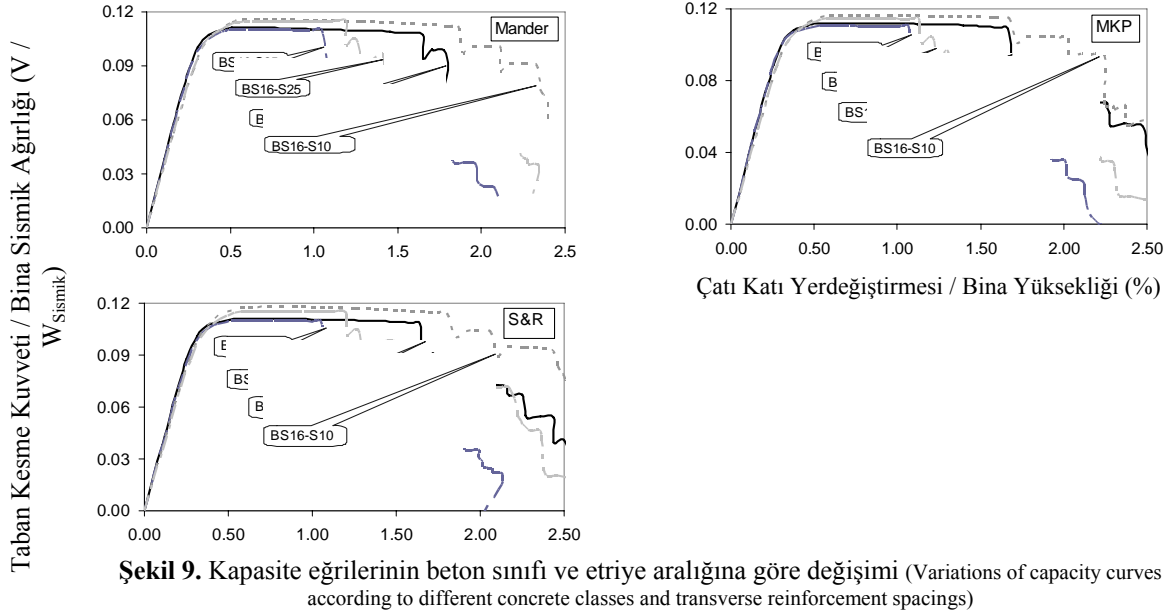 Taban Kesme Kuvveti / Bina Sismik Ağırlığı (V /
W_Sismik)
0.12
0.09
0.06
0.03
0.00
0.0 0.5 1.0 1.5 2.0 2.5
Mander
BS16-S25
BS16-S10
0.12
0.08
0.04
0.00
0.0 0.50 1.00 1.50 2.00 2.50
MKP
BS16-S10
Çatı Katı Yerdeğiştirmesi / Bina Yüksekliği (%)
0.12
0.09
0.06
0.03
0.00
0.00 0.50 1.00 1.50 2.00 2.50
S&R
BS16-S10
Şekil 9. Kapasite eğrilerinin beton sınıfı ve etriye aralığına göre değişimi (Variations of capacity curves
according to different concrete classes and transverse reinforcement spacings)